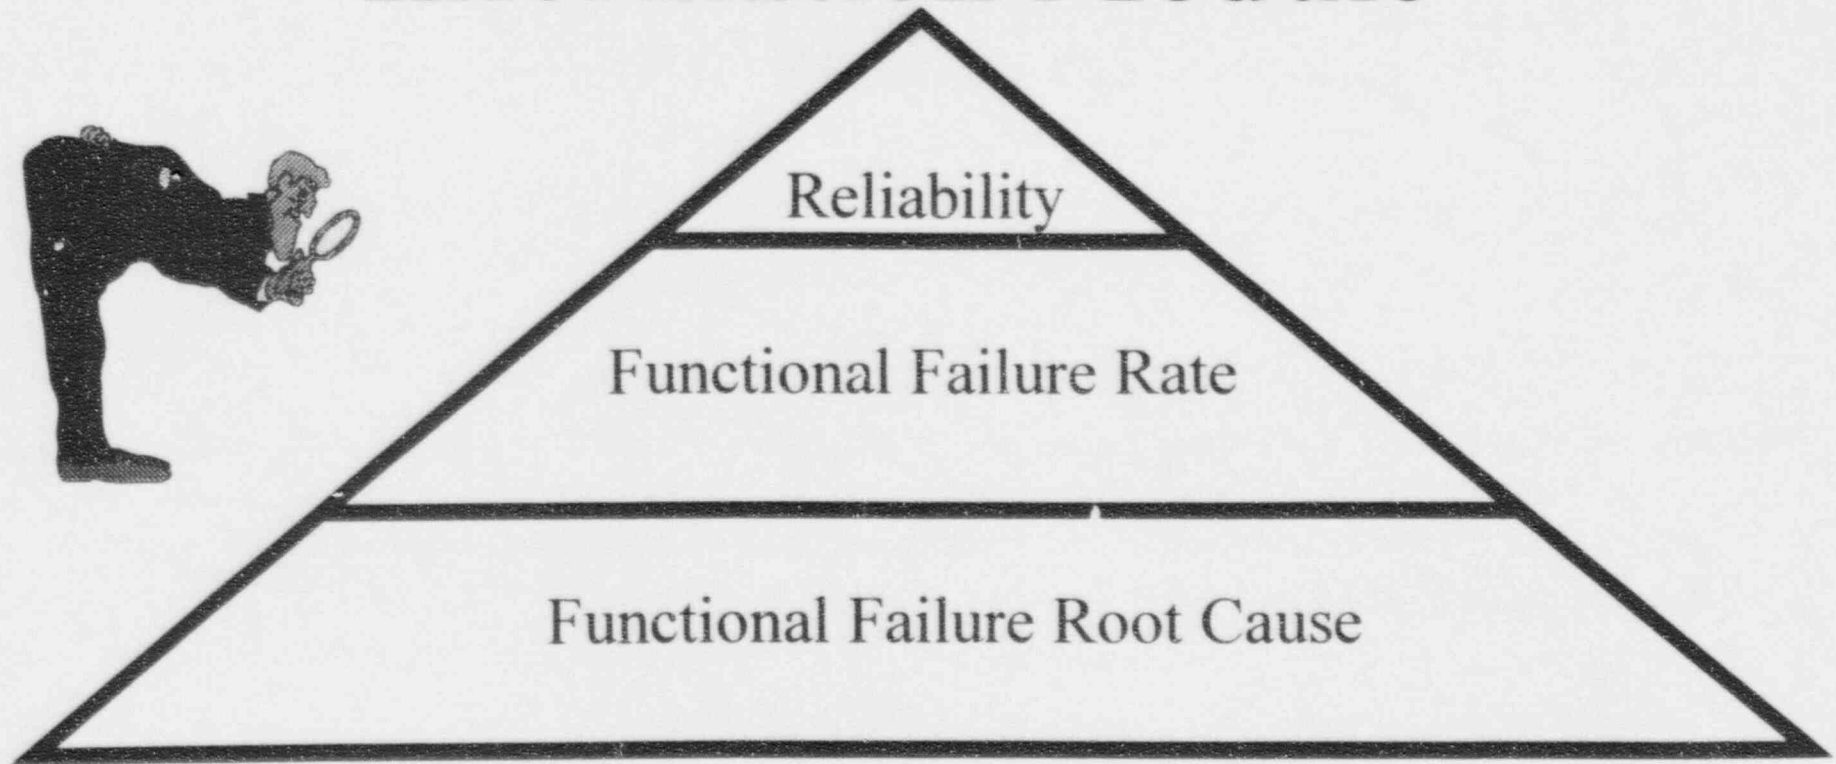 Reliability
Functional Failure Rate
Functional Failure Root Cause